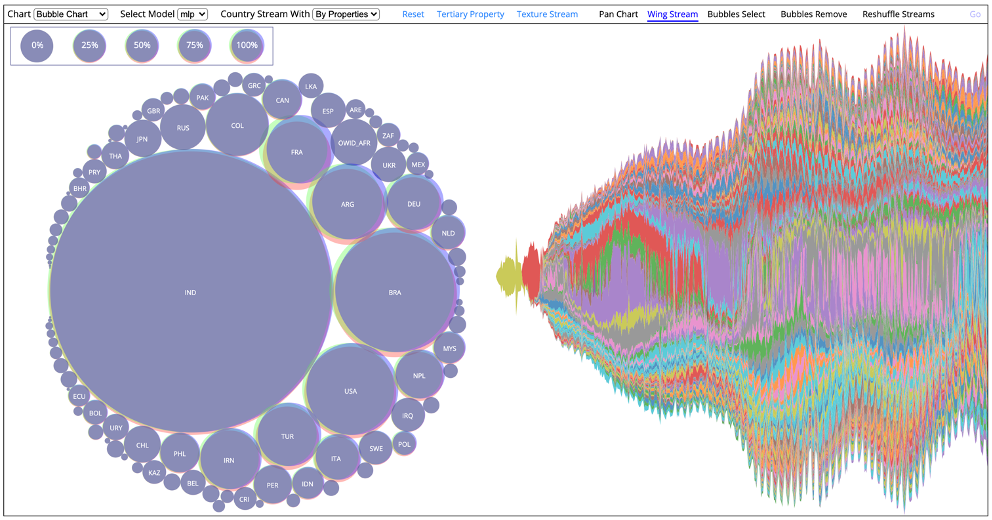 Chart Bubble Chart Select Model mlp Country Stream With By Properties Reset Tertiary Property Texture Stream Pan Chart Wing Stream Bubbles Select Bubbles Remove Reshuffle Streams Go
0% 25% 50% 75% 100%
GRC LKA
PAK CAN
GBR ESP ARE
RUS COL
JPN OWID_AFR ZAF
THA FRA
UKR MEX
PRY
BHR
ARG DEU
NLD
IND BRA
MYS
NPL
USA
ECU
BOL IRQ
URY
TUR
CHL POL
PHL SWE
IRN ITA
KAZ
BEL PER IDN
CRI